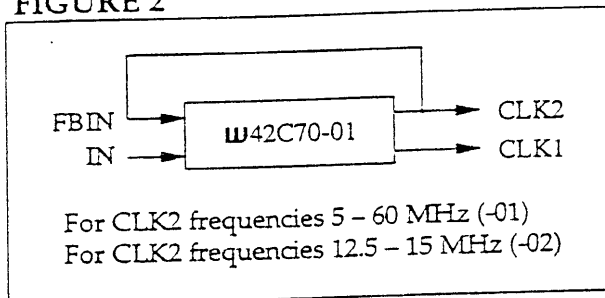 FIGURE 2
FBIN
CLK2
W42C70-01
IN
CLK1
For CLK2 frequencies 5 – 60 MHz (-01)
For CLK2 frequencies 12.5 – 15 MHz (-02)